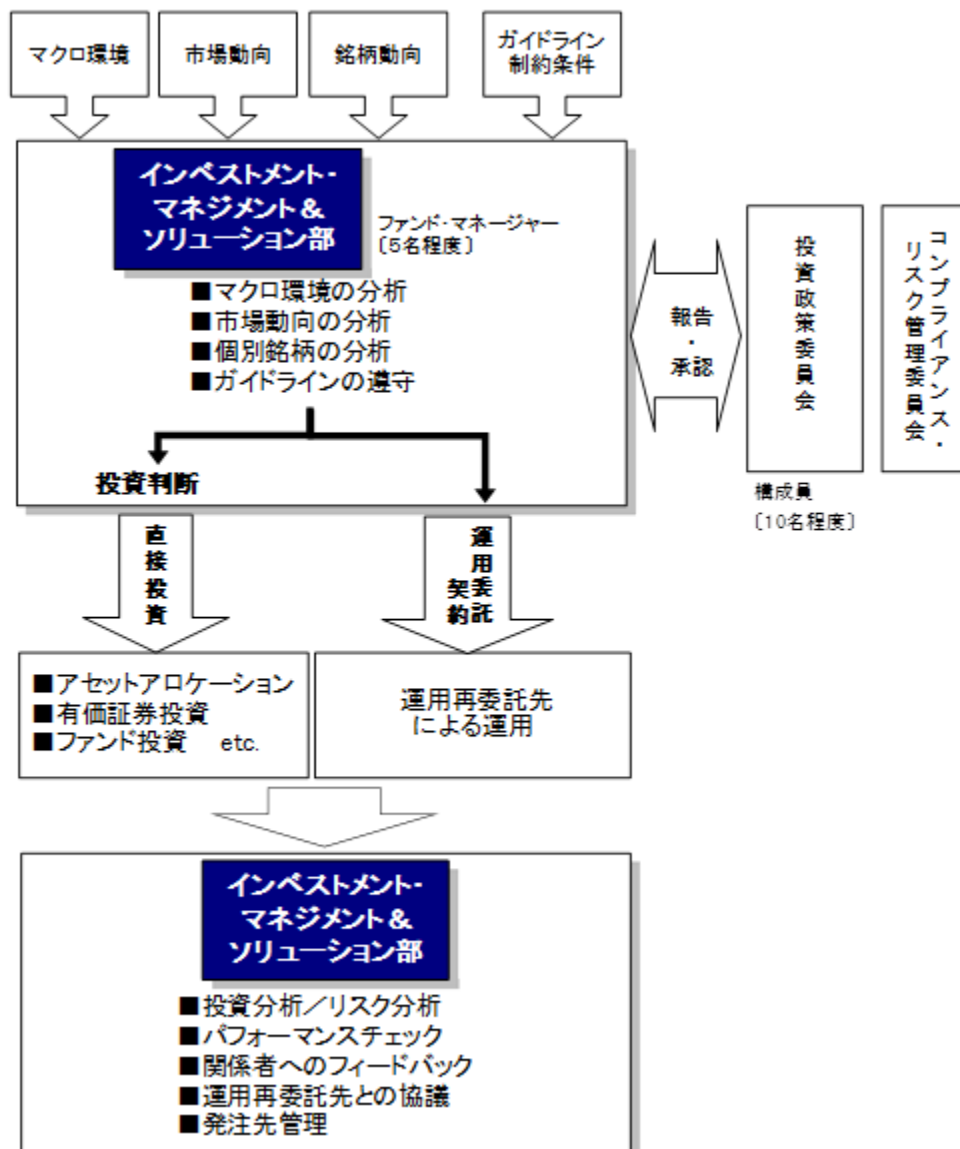 マクロ環境
市場動向
銘柄動向
ガイドライン
制約条件
インベストメント・
マネジメント&
ソリューション部
ファンド・マネージャー
〔5名程度〕
■マクロ環境の分析
■市場動向の分析
■個別銘柄の分析
■ガイドラインの遵守
投資判断
報告
・
承認
投資政策委員会
コンプライアンス・
リスク管理委員会
構成員
〔10名程度〕
直接投資
運用委託
契約
■アセットアロケーション
■有価証券投資
■ファンド投資 etc.
運用再委託先
による運用
インベストメント・
マネジメント&
ソリューション部
■投資分析／リスク分析
■パフォーマンスチェック
■関係者へのフィードバック
■運用再委託先との協議
■発注先管理